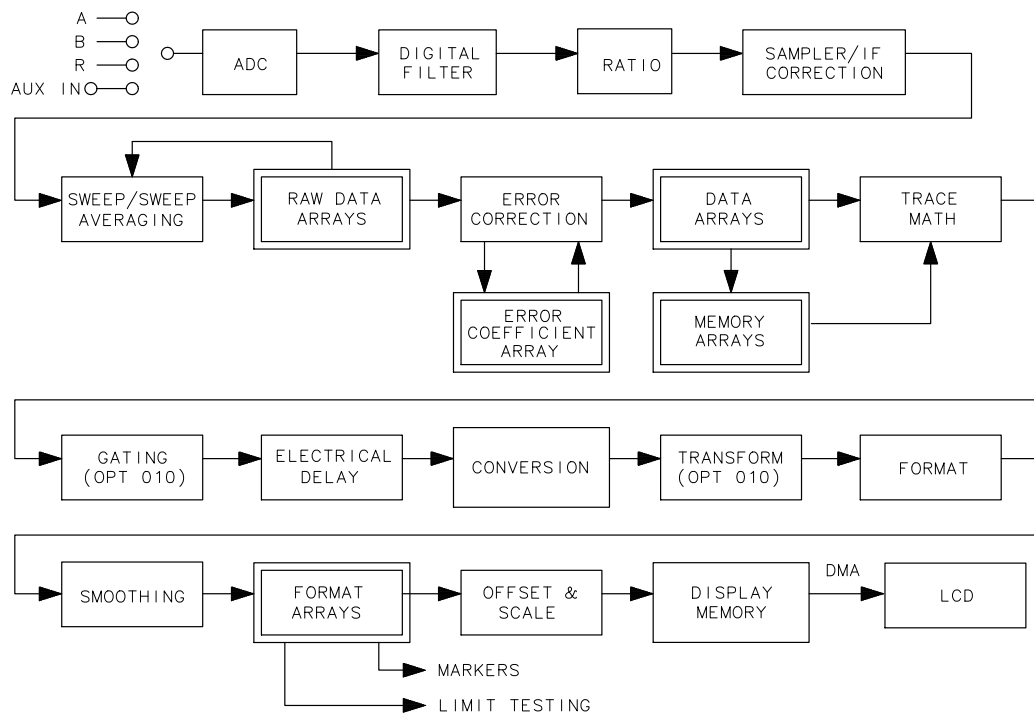 A
B
R
AUX IN
ADC
DIGITAL
FILTER
RATIO
SAMPLER/IF
CORRECTION
SWEEP/SWEEP
AVERAGING
RAW DATA
ARRAYS
ERROR
CORRECTION
DATA
ARRAYS
TRACE
MATH
ERROR
COEFFICIENT
ARRAY
MEMORY
ARRAYS
GATING
(OPT 010)
ELECTRICAL
DELAY
CONVERSION
TRANSFORM
(OPT 010)
FORMAT
SMOOTHING
FORMAT
ARRAYS
OFFSET &
SCALE
DISPLAY
MEMORY
DMA
LCD
MARKERS
LIMIT TESTING